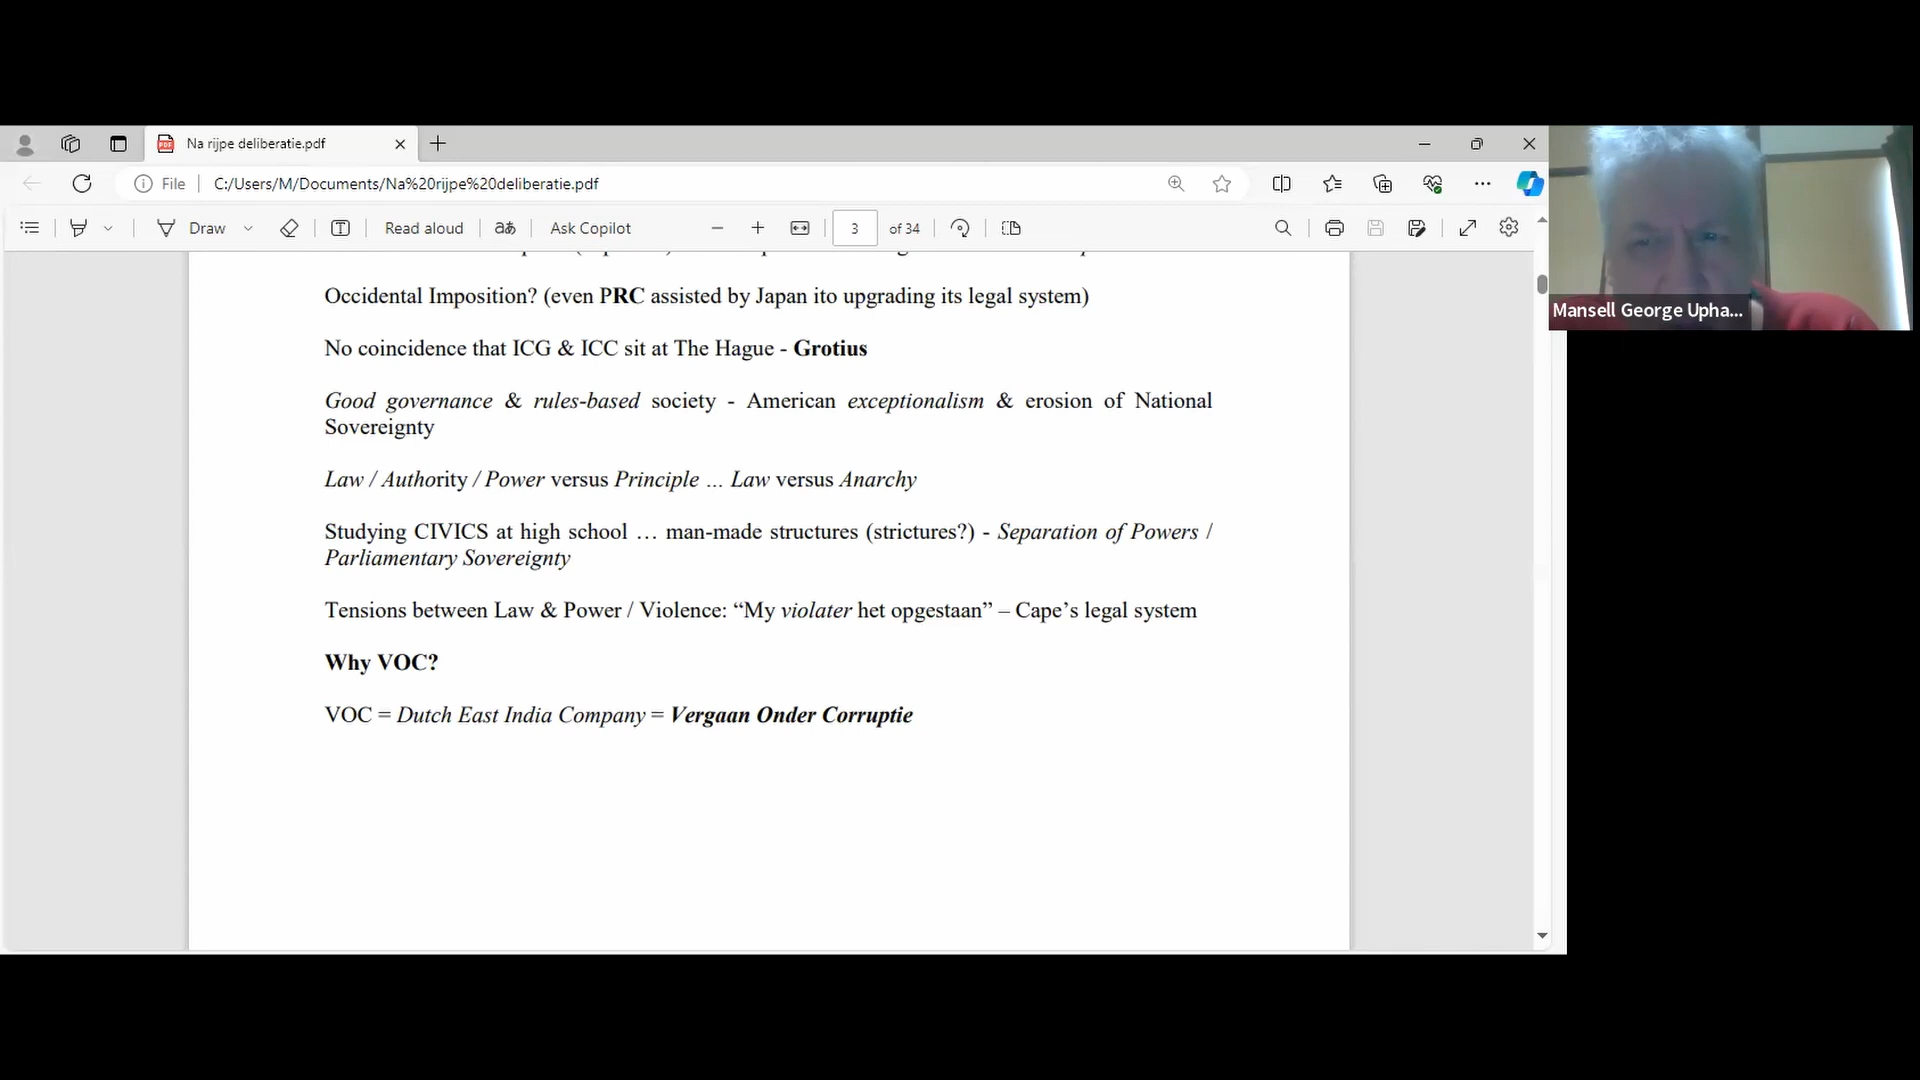 Na rijpe deliberatie.pdf
File
C:/Users/M/Documents/Na%20rijpe%20deliberatie.pdf
Draw
Read aloud
Ask Copilot
3
of 34
Mansell George Upha...
Occidental Imposition? (even PRC assisted by Japan ito upgrading its legal system)
No coincidence that ICG & ICC sit at The Hague - Grotius
Good governance & rules-based society - American exceptionalism & erosion of National
Sovereignty
Law / Authority / Power versus Principle … Law versus Anarchy
Studying CIVICS at high school … man-made structures (strictures?) - Separation of Powers /
Parliamentary Sovereignty
Tensions between Law & Power / Violence: “My violater het opgestaan” – Cape’s legal system
Why VOC?
VOC = Dutch East India Company = Vergaan Onder Corruptie